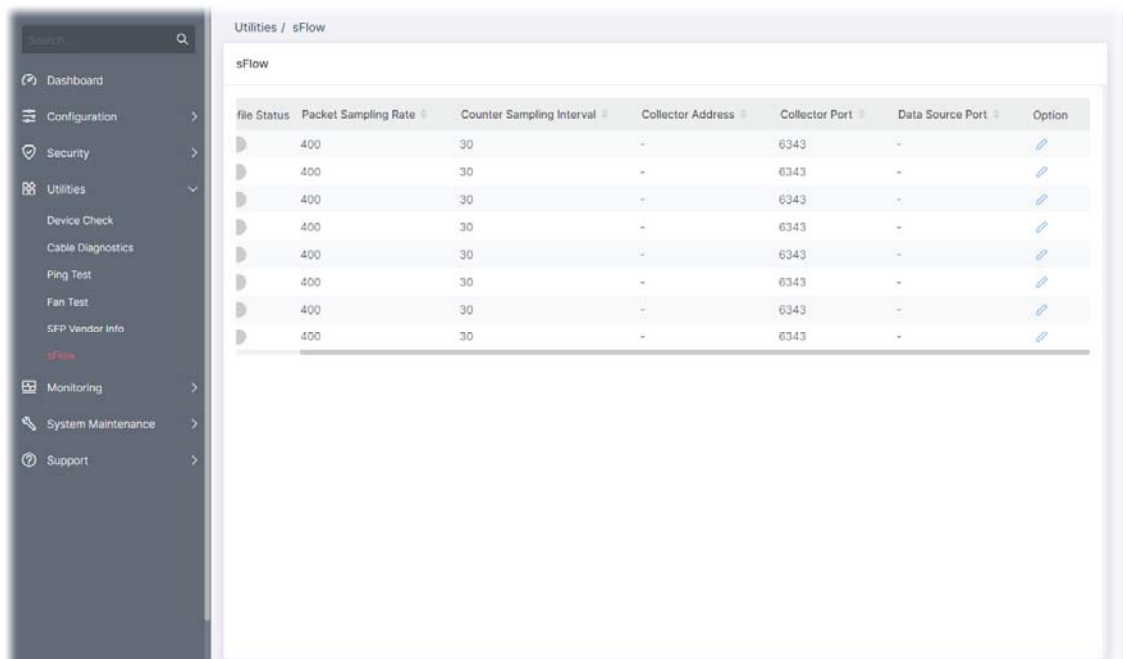 Search...
Utilities / sFlow
sFlow
Dashboard
Configuration
Security
Utilities
Device Check
Cable Diagnostics
Ping Test
Fan Test
SFP Vendor Info
sFlow
Monitoring
System Maintenance
Support
file Status Packet Sampling Rate Counter Sampling Interval Collector Address Collector Port Data Source Port Option
400 30 - 6343 -
400 30 - 6343 -
400 30 - 6343 -
400 30 - 6343 -
400 30 - 6343 -
400 30 - 6343 -
400 30 - 6343 -
400 30 - 6343 -